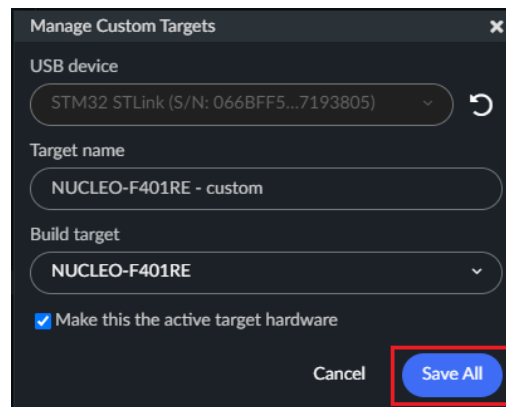 Manage Custom Targets
USB device
STM32 STLink (S/N: 066BFF5...7193805)
Target name
NUCLEO-F401RE - custom
Build target
NUCLEO-F401RE
Make this the active target hardware
Cancel Save All